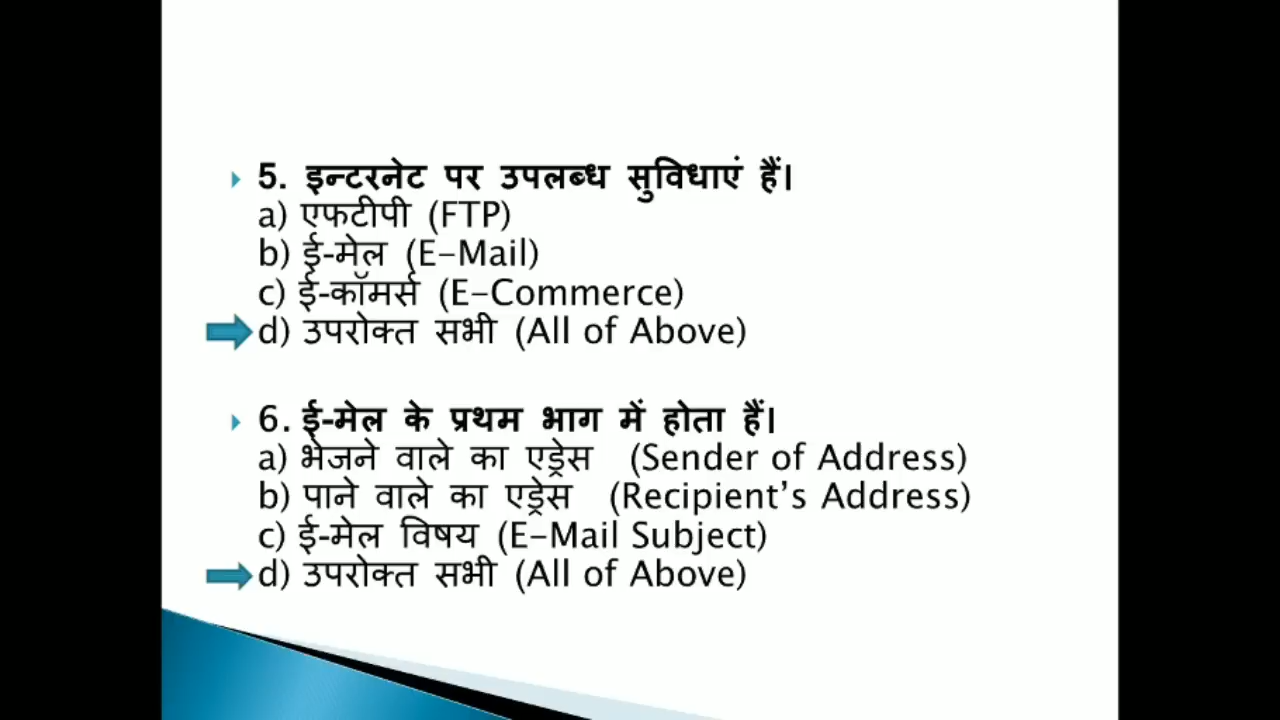 5. इन्टरनेट पर उपलब्ध सुविधाएं हैं।
a) एफटीपी (FTP)
b) ई-मेल (E-Mail)
c) ई-कॉमर्स (E-Commerce)
d) उपरोक्त सभी (All of Above)
6. ई-मेल के प्रथम भाग में होता हैं।
a) भेजने वाले का एड्रेस (Sender of Address)
b) पाने वाले का एड्रेस (Recipient’s Address)
c) ई-मेल विषय (E-Mail Subject)
d) उपरोक्त सभी (All of Above)